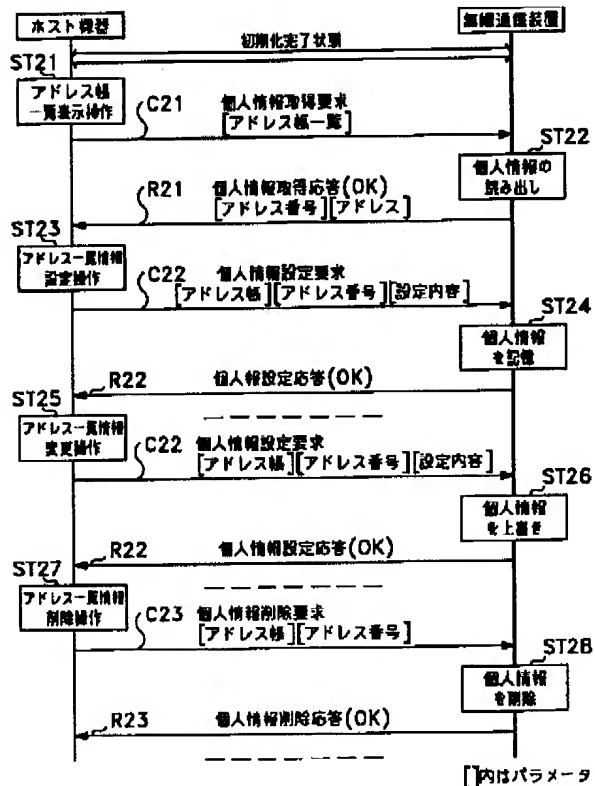 ホスト機器
無線通信装置
初期化完了状態
ST21
アドレス帳
一覧表示操作
C21 個人情報取得要求
[アドレス帳一覧]
ST22
個人情報の
読み出し
R21 個人情報取得応答(OK)
[アドレス番号][アドレス]
ST23
アドレス一覧情報
設定操作
C22 個人情報設定要求
[アドレス帳][アドレス番号][設定内容]
ST24
個人情報
を記憶
R22 個人報設定応答(OK)
ST25
アドレス一覧情報
変更操作
C22 個人情報設定要求
[アドレス帳][アドレス番号][設定内容]
ST26
個人情報
を上書き
R22 個人情報設定応答(OK)
ST27
アドレス一覧情報
削除操作
C23 個人情報削除要求
[アドレス帳][アドレス番号]
ST28
個人情報
を削除
R23 個人情報削除応答(OK)
[]内はパラメータ